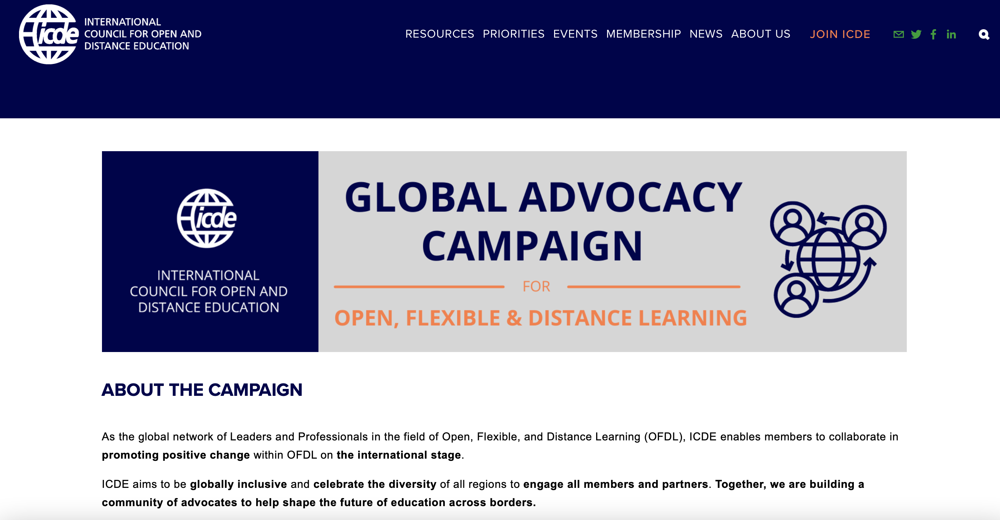 icde
INTERNATIONAL
COUNCIL FOR OPEN AND
DISTANCE EDUCATION
RESOURCES PRIORITIES EVENTS MEMBERSHIP NEWS ABOUT US JOIN ICDE
icde
INTERNATIONAL
COUNCIL FOR OPEN AND
DISTANCE EDUCATION
GLOBAL ADVOCACY
CAMPAIGN
FOR
OPEN, FLEXIBLE & DISTANCE LEARNING
ABOUT THE CAMPAIGN
As the global network of Leaders and Professionals in the field of Open, Flexible, and Distance Learning (OFDL), ICDE enables members to collaborate in
promoting positive change within OFDL on the international stage.
ICDE aims to be globally inclusive and celebrate the diversity of all regions to engage all members and partners. Together, we are building a
community of advocates to help shape the future of education across borders.